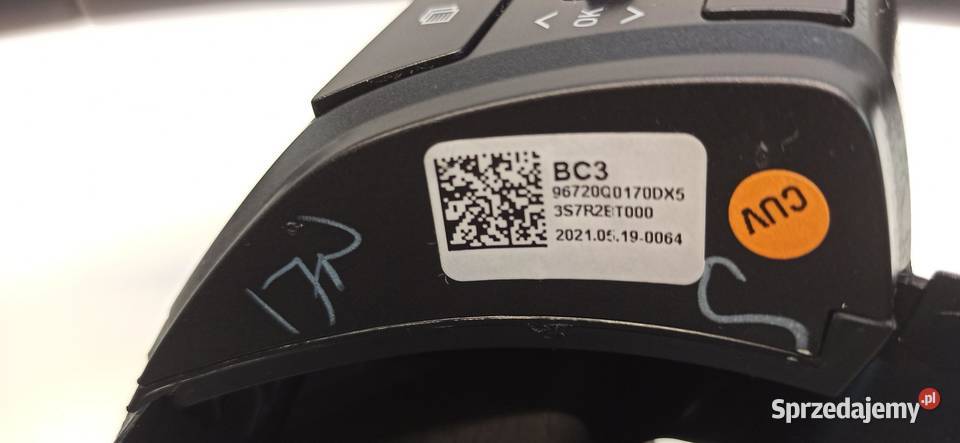 OK
BC3
96720Q0170DX5
3S7R2BT000
2021.05.19-0064
CUV
Sprzedajemy.pl